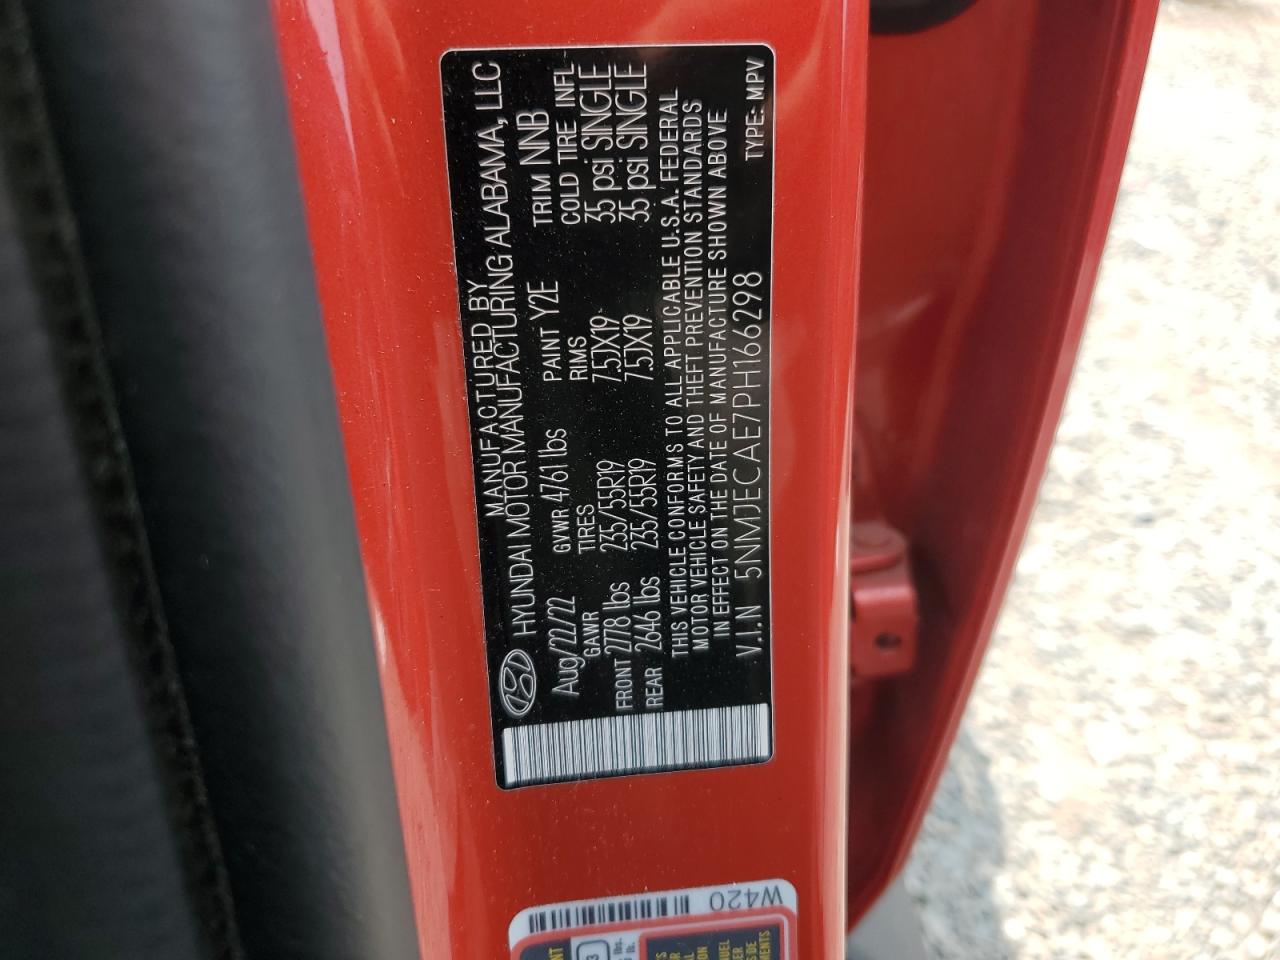 MANUFACTURED BY
HYUNDAI MOTOR MANUFACTURING ALABAMA, LLC
Aug/22/22 GVWR 4761 lbs PAINT Y2E TRIM NNB
GAWR TIRES RIMS COLD TIRE INFL
FRONT 2778 lbs 235/55R19 7.5JX19 35 psi SINGLE
REAR 2646 lbs 235/55R19 7.5JX19 35 psi SINGLE
THIS VEHICLE CONFORMS TO ALL APPLICABLE U.S.A. FEDERAL
MOTOR VEHICLE SAFETY AND THEFT PREVENTION STANDARDS
IN EFFECT ON THE DATE OF MANUFACTURE SHOWN ABOVE
V.I.N 5NMJECAE7PH166298 TYPE: MPV
W420